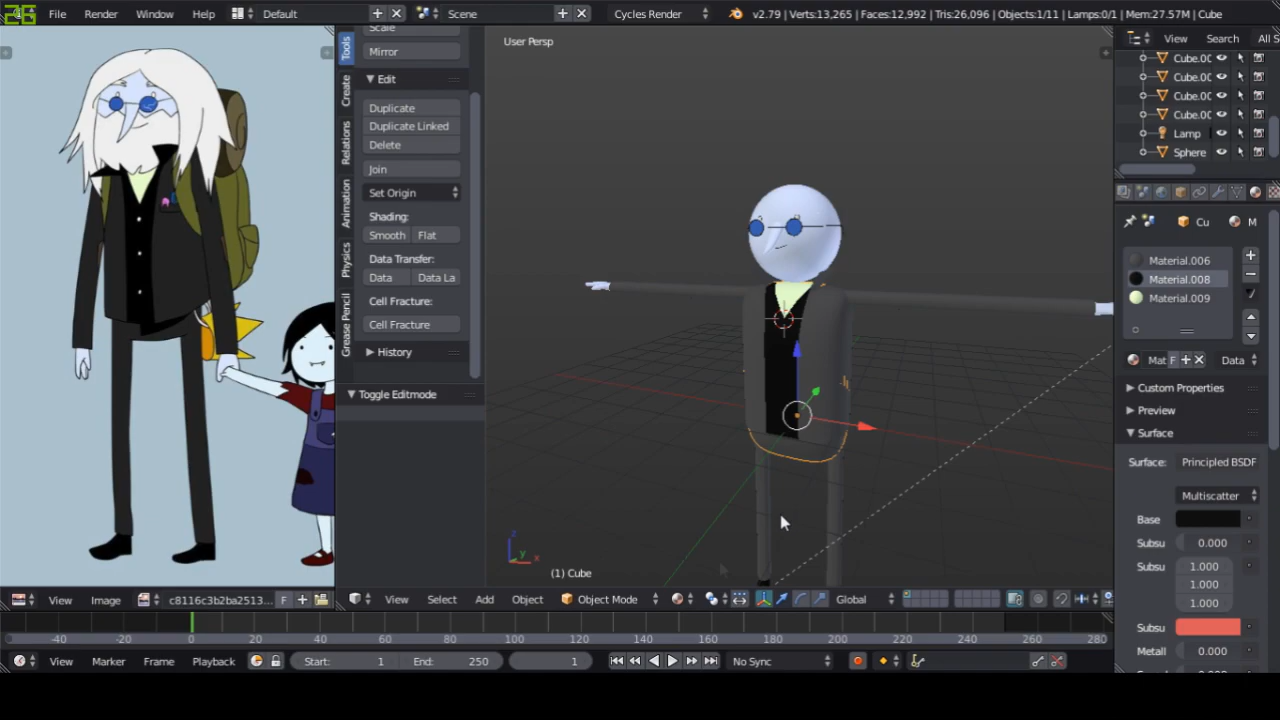 26
File Render Window Help Default Scene Cycles Render v2.79 | Verts:13,265 | Faces:12,992 | Tris:26,096 | Objects:1/11 | Lamps:0/1 | Mem:27.57M | Cube
Tools
Create
Relations
Animation
Physics
Grease Pencil
Scale
Mirror
Edit
Duplicate
Duplicate Linked
Delete
Join
Set Origin
Shading:
Smooth Flat
Data Transfer:
Data Data La
Cell Fracture:
Cell Fracture
History
Toggle Editmode
User Persp
z
y x
(1) Cube
View Search All S
Cube.00
Cube.00
Cube.00
Cube.00
Lamp
Sphere
Cu M
Material.006
Material.008
Material.009
Mat F Data
Custom Properties
Preview
Surface
Surface: Principled BSDF
Multiscatter
Base
Subsu 0.000
Subsu 1.000
1.000
1.000
Subsu
Metall 0.000
View Image c8116c3b2ba2513... F
View Select Add Object Object Mode Global
-40 -20 0 20 40 60 80 100 120 140 160 180 200 220 240 260 280
View Marker Frame Playback Start: 1 End: 250 1 No Sync